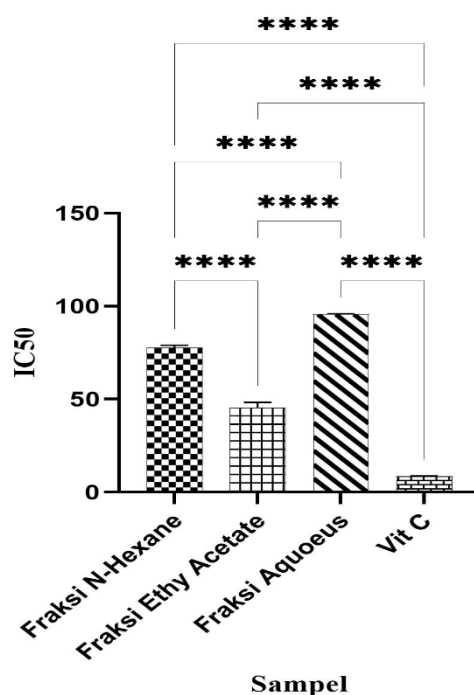 ****
****
****
****
****
****
150
100
50
0
IC50
Fraksi N-Hexane
Fraksi Ethy Acetate
Fraksi Aquoeus
Vit C
Sampel